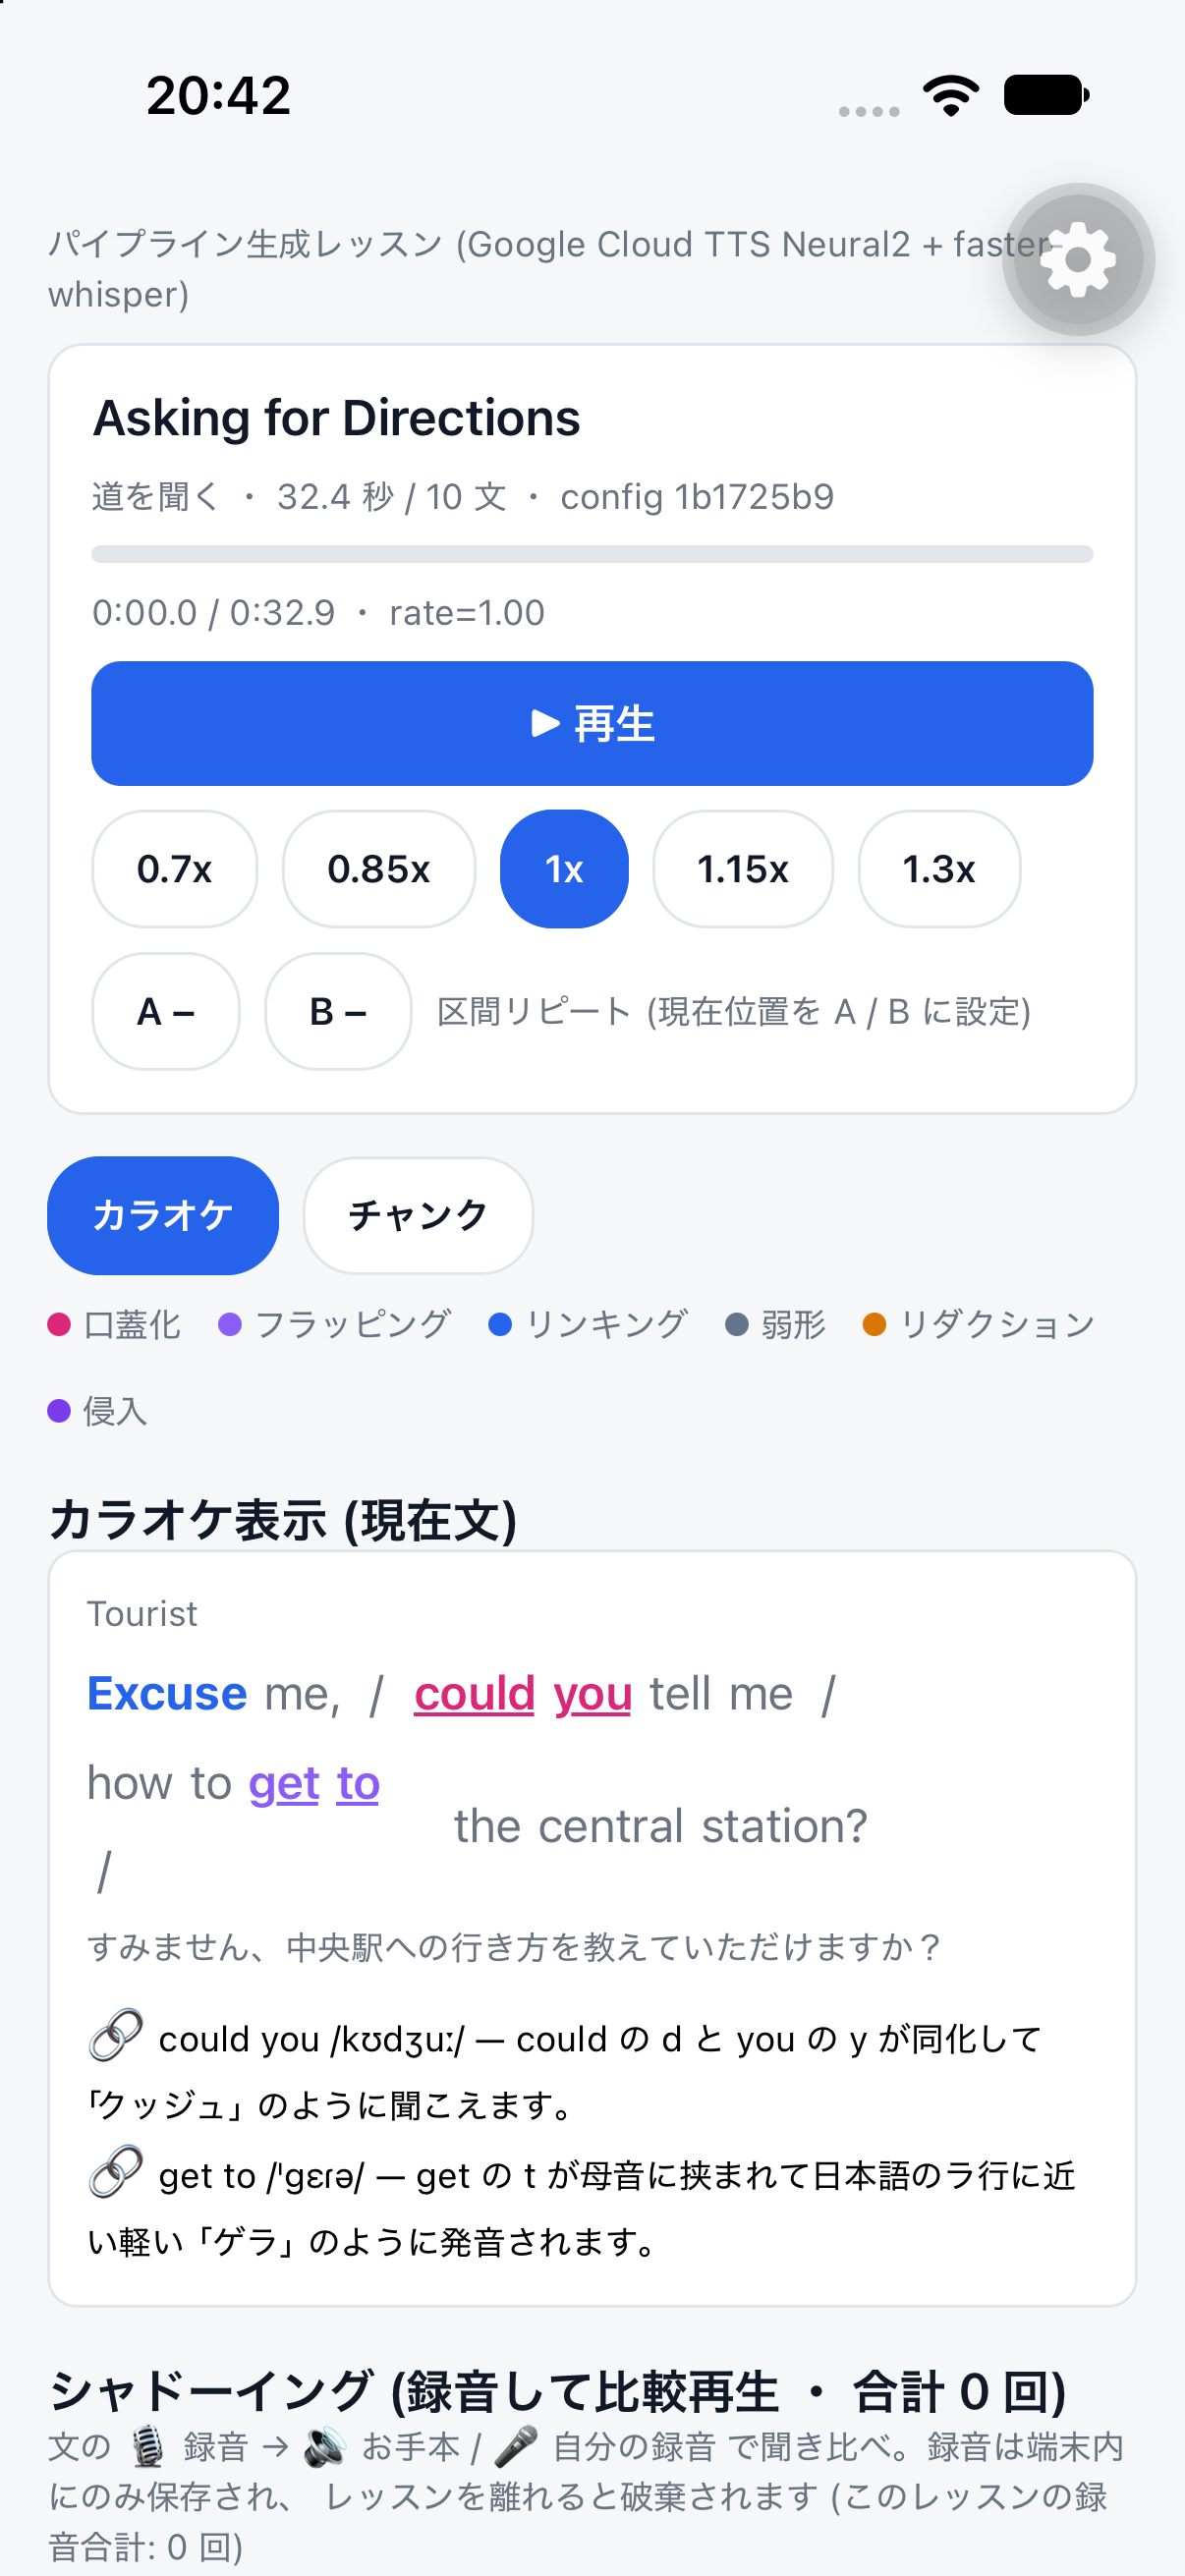 20:42
パイプライン生成レッスン (Google Cloud TTS Neural2 + faster-
whisper)
Asking for Directions
道を聞く ・ 32.4 秒 / 10 文 ・ config 1b1725b9
0:00.0 / 0:32.9 ・ rate=1.00
▶ 再生
0.7x 0.85x 1x 1.15x 1.3x
A – B – 区間リピート (現在位置を A / B に設定)
カラオケ チャンク
口蓋化 フラッピング リンキング 弱形 リダクション
侵入
カラオケ表示 (現在文)
Tourist
Excuse me, / could you tell me /
how to get to
/ the central station?
すみません、中央駅への行き方を教えていただけますか？
🔗 could you /kʊdʒuː/ — could の d と you の y が同化して
「クッジュ」のように聞こえます。
🔗 get to /ˈɡɛɾə/ — get の t が母音に挟まれて日本語のラ行に近
い軽い「ゲラ」のように発音されます。
シャドーイング (録音して比較再生 ・ 合計 0 回)
文の 🎙 録音 → 🔊 お手本 / 🎤 自分の録音 で聞き比べ。録音は端末内
にのみ保存され、 レッスンを離れると破棄されます (このレッスンの録
音合計: 0 回)